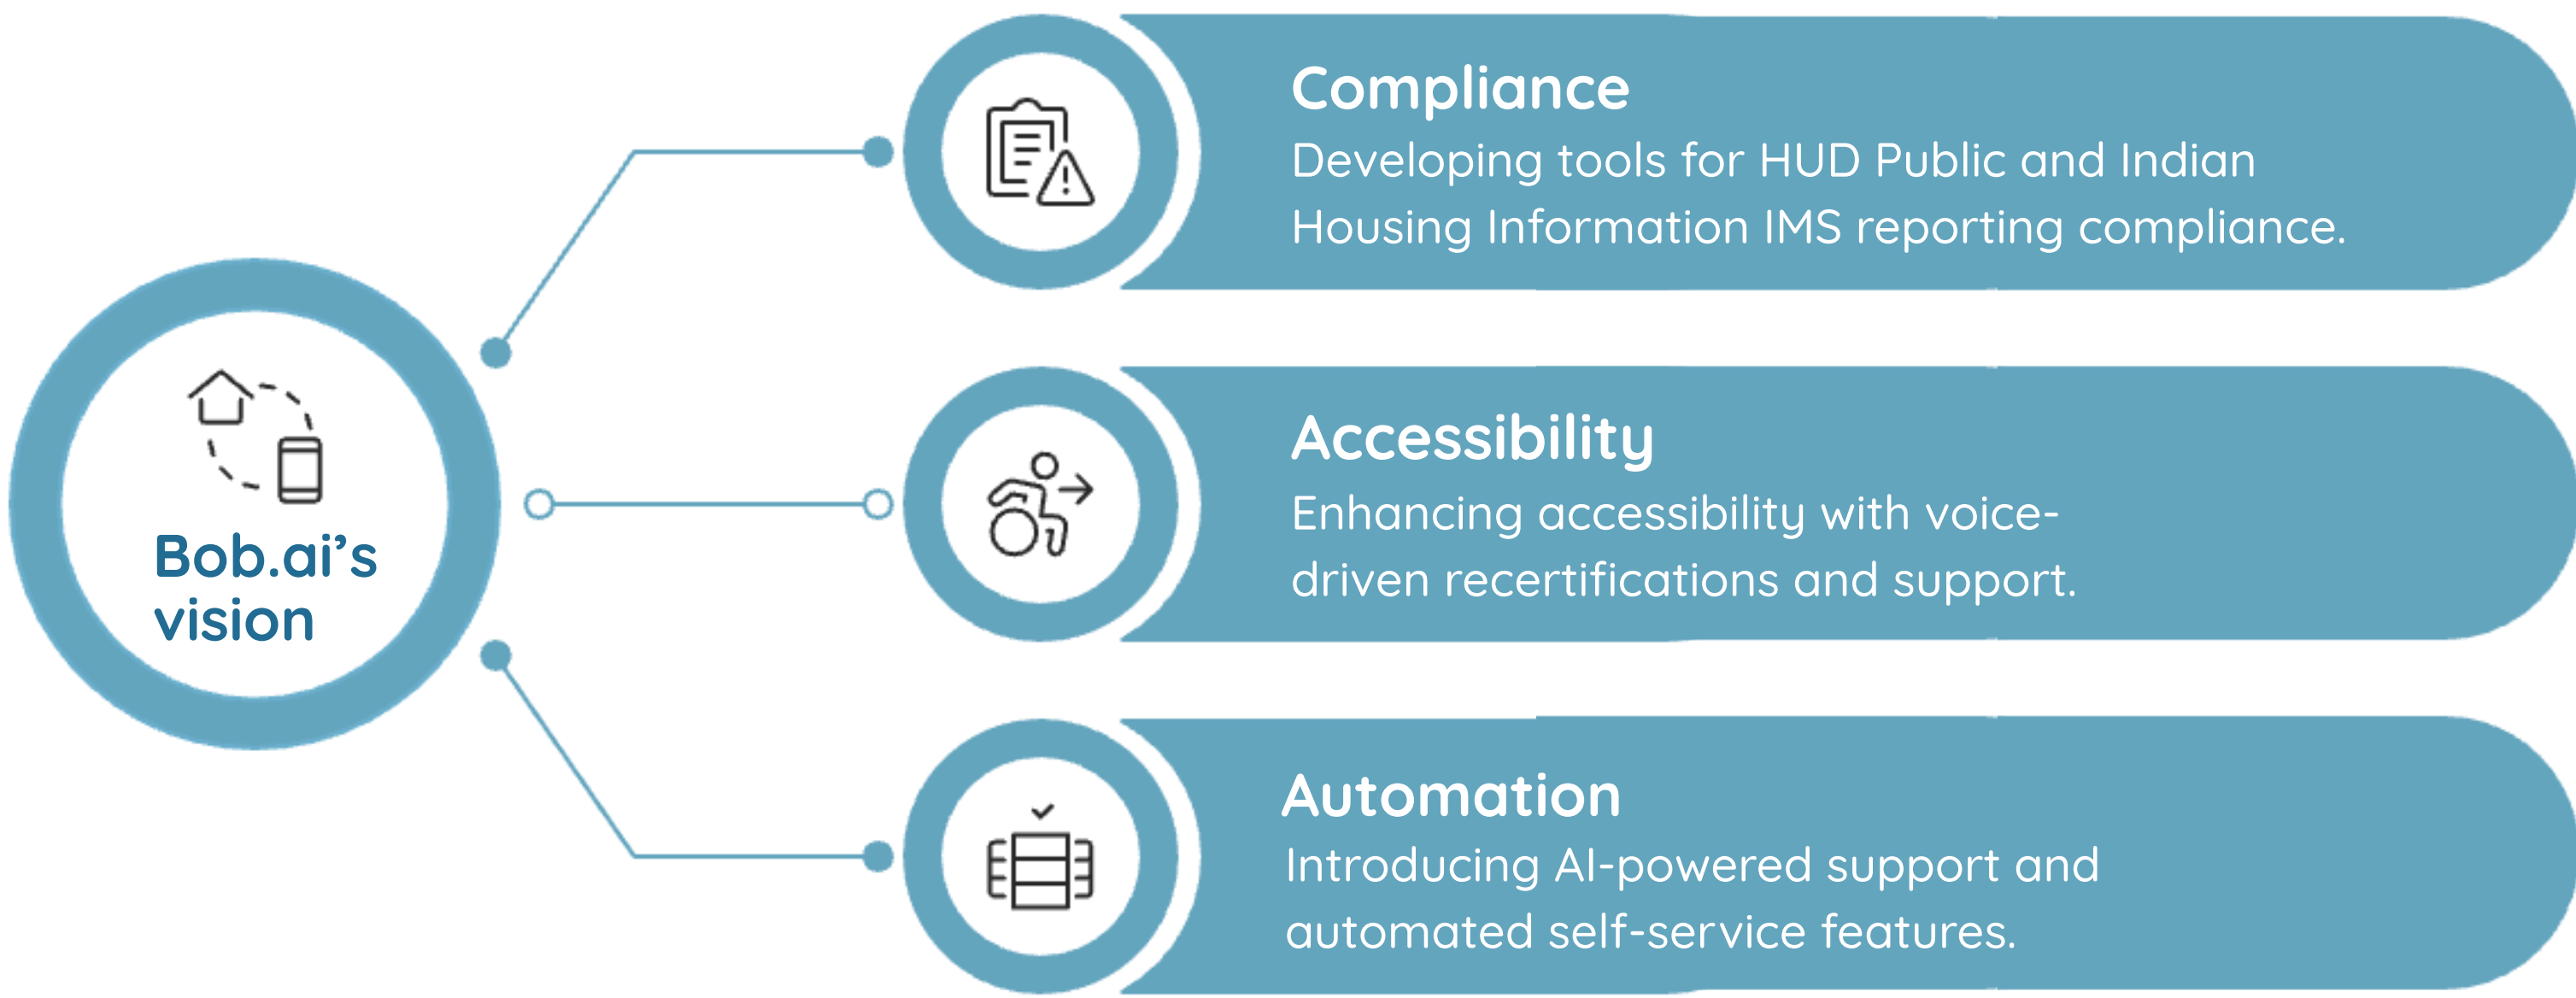 Bob.ai’s
vision
Compliance
Developing tools for HUD Public and Indian
Housing Information IMS reporting compliance.
Accessibility
Enhancing accessibility with voice-
driven recertifications and support.
Automation
Introducing AI-powered support and
automated self-service features.